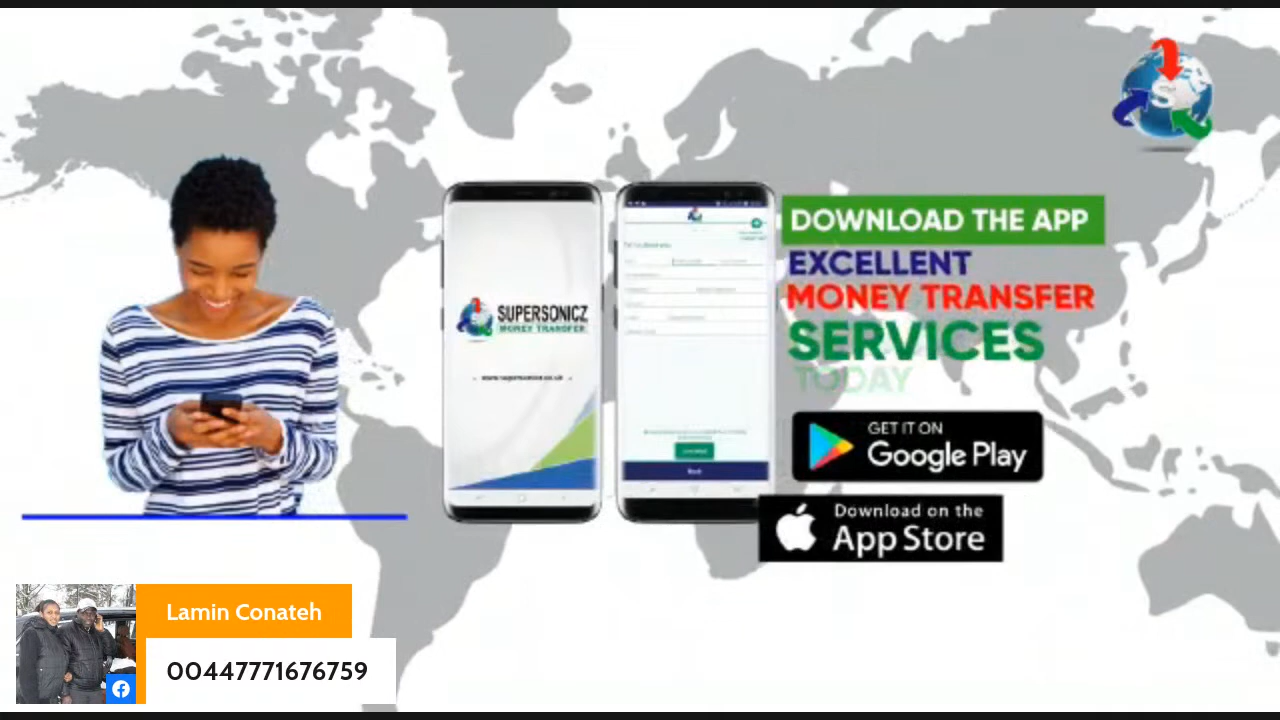 DOWNLOAD THE APP
EXCELLENT
MONEY TRANSFER
SERVICES
TODAY
SUPERSONICZ
MONEY TRANSFER
GET IT ON
Google Play
Download on the
App Store
Lamin Conateh
00447771676759